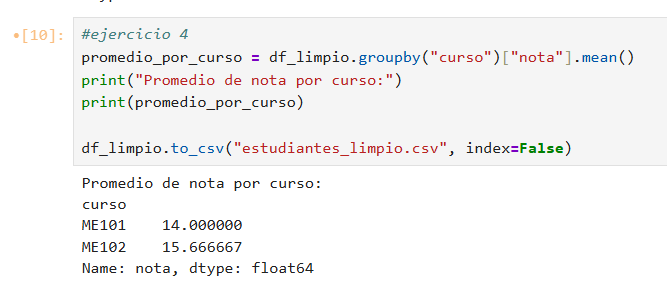 [10]:
#ejercicio 4
promedio_por_curso = df_limpio.groupby("curso")["nota"].mean()
print("Promedio de nota por curso:")
print(promedio_por_curso)
df_limpio.to_csv("estudiantes_limpio.csv", index=False)
Promedio de nota por curso:
curso
ME101    14.000000
ME102    15.666667
Name: nota, dtype: float64